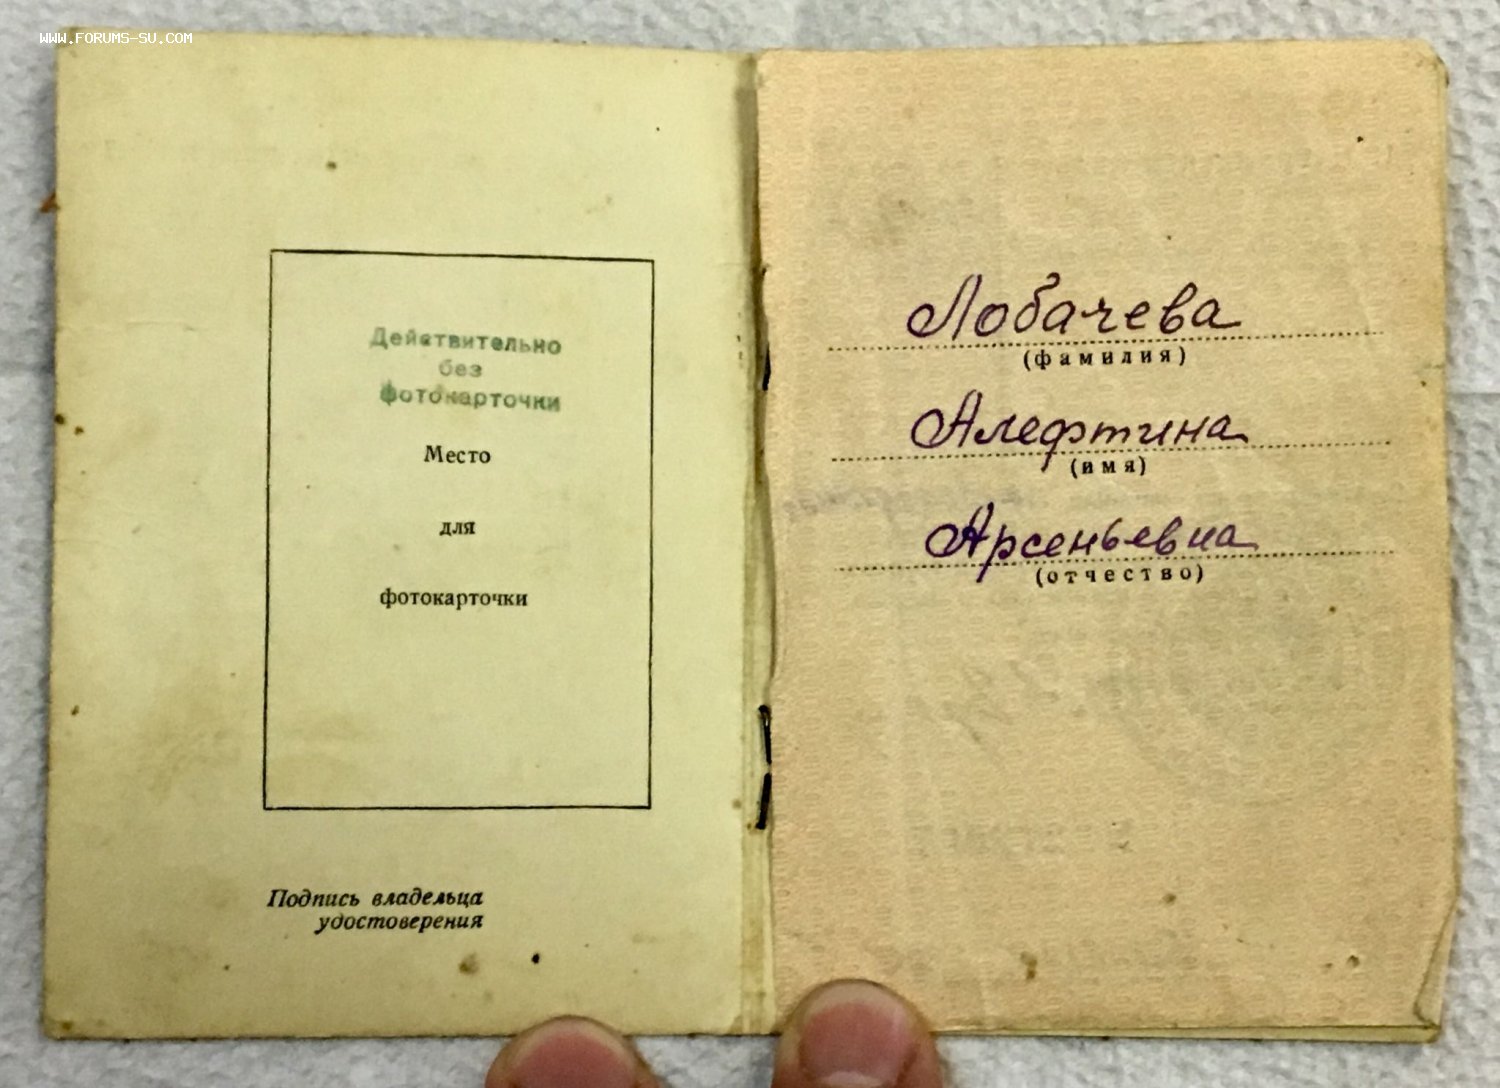 WWW.FORUMS-SU.COM
Действительно
без
фотокарточки
Место
для
фотокарточки
Подпись владельца
удостоверения
Лобачева
(фамилия)
Алефтина
(имя)
Арсеньевна
(отчество)